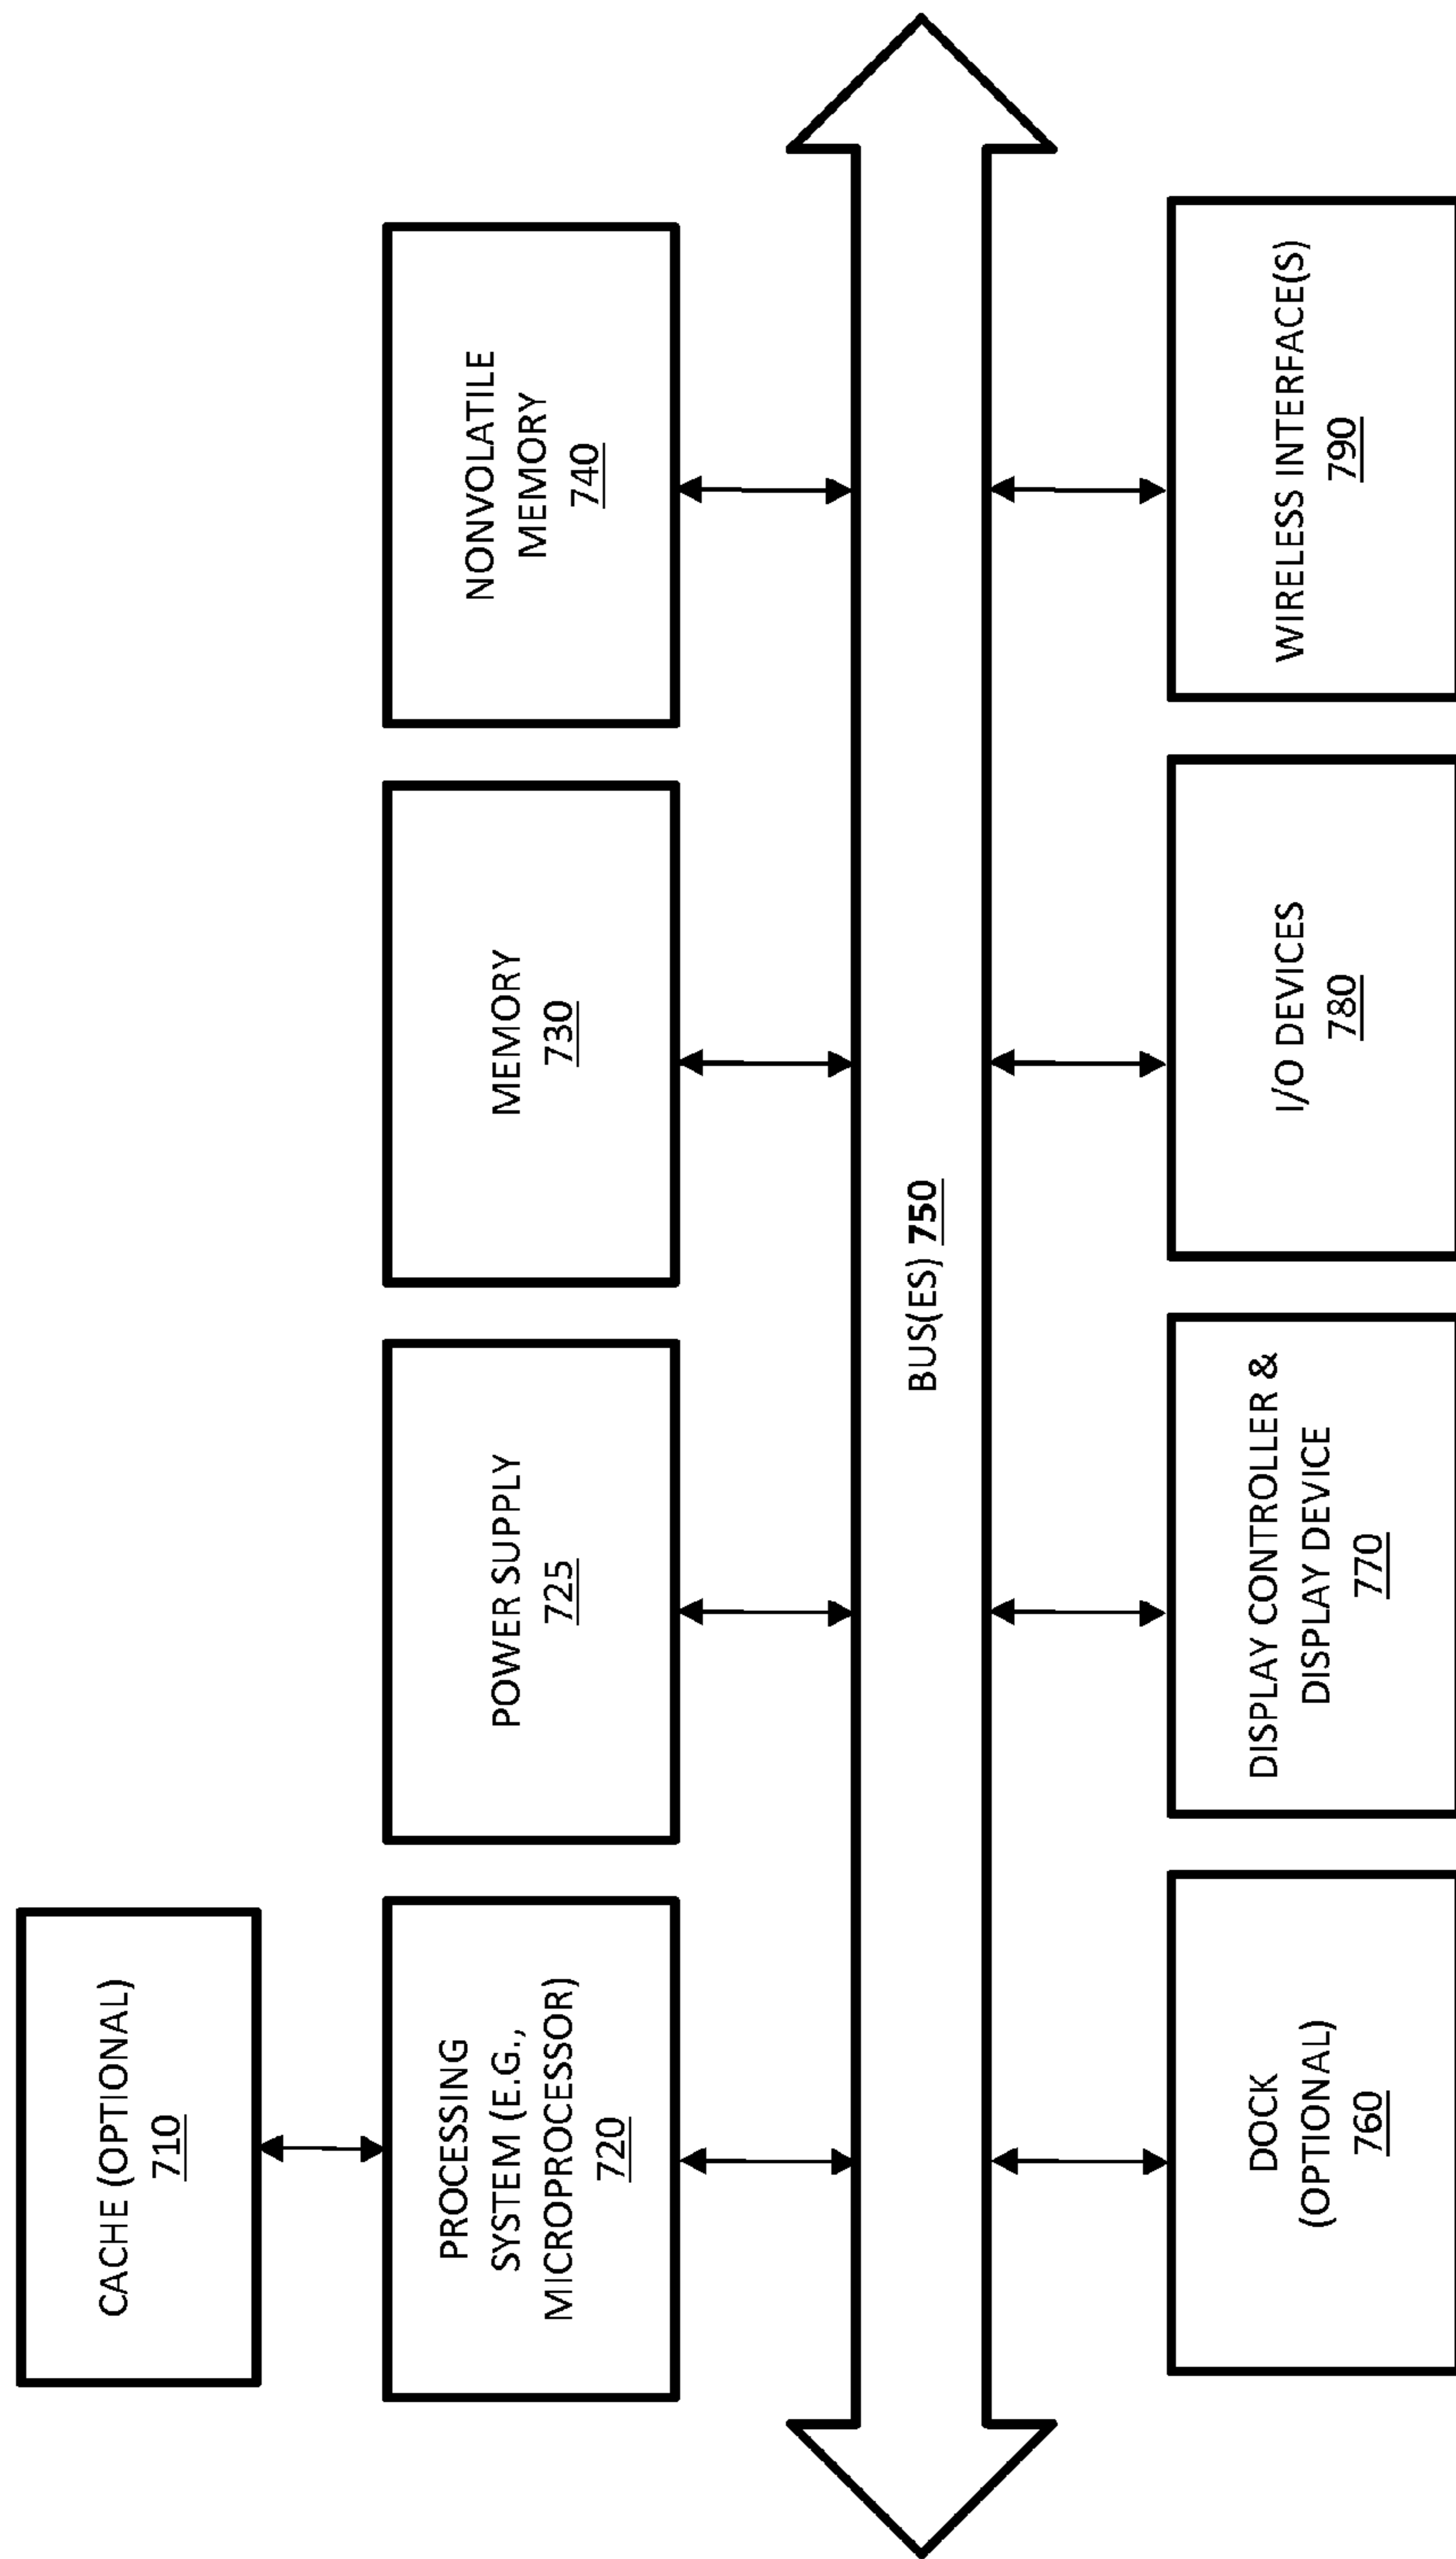 CACHE (OPTIONAL)
710
PROCESSING
SYSTEM (E.G.,
MICROPROCESSOR)
720
POWER SUPPLY
725
MEMORY
730
NONVOLATILE
MEMORY
740
BUS(ES) 750
DOCK
(OPTIONAL)
760
DISPLAY CONTROLLER &
DISPLAY DEVICE
770
I/O DEVICES
780
WIRELESS INTERFACE(S)
790